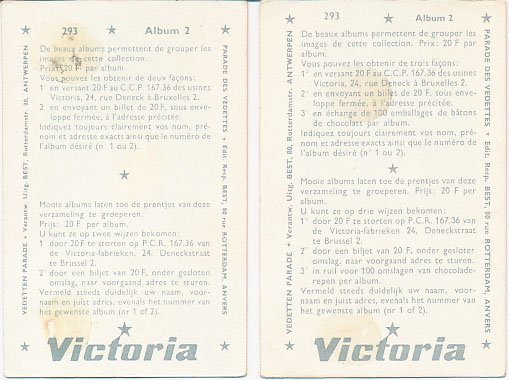 293 Album 2
De beaux albums permettent de grouper les
images de cette collection. Prix: 20 F
par album.
Vous pouvez les obtenir de deux façons:
1° en versant 20 F au C.C.P. 167.36 des usines
Victoria, 24, rue Deneck à Bruxelles 2.
2° en envoyant un billet de 20 F, sous enve-
loppe fermée, à l'adresse précitée.
Indiquez toujours clairement vos nom, pré-
nom et adresse exacts ainsi que le numéro de
l'album désiré (n° 1 ou 2).
Mooie albums laten toe de prentjes van deze
verzameling te groeperen.
Prijs: 20 F per album.
U kunt ze op twee wijzen bekomen:
1° door 20 F te storten op P.C.R. 167.36 van
de Victoria-fabrieken, 24, Deneckstraat
te Brussel 2.
2° door een biljet van 20 F, onder gesloten
omslag, naar voorgaand adres te sturen.
Vermeld steeds duidelijk uw naam, voor-
naam en juist adres, evenals het nummer van
het gewenste album (nr 1 of 2).
VEDETTEN PARADE • Verantw. Uitg. BEST, 80, Rotterdamstr. ANTWERPEN
PARADE DES VEDETTES • Edit. Resp. BEST, 80 rue ROTTERDAM, ANVERS
Victoria
293 Album 2
De beaux albums permettent de grouper les
images de cette collection. Prix: 20 F par
album.
Vous pouvez les obtenir de trois façons:
1° en versant 20 F au C.C.P. 167.36 des usines
Victoria, 24, rue Deneck à Bruxelles 2.
2° en envoyant un billet de 20 F, sous enve-
loppe fermée, à l'adresse précitée.
3° en échange de 100 emballages de bâtons
de chocolats par album.
Indiquez toujours clairement vos nom, pré-
nom et adresse exacts ainsi que le numéro de
l'album désiré (n° 1 ou 2).
Mooie albums laten toe de prentjes van
deze verzameling te groeperen. Prijs: 20 F per
album.
U kunt ze op drie wijzen bekomen:
1° door 20 F te storten op P.C.R. 167.36 van
de Victoria-fabrieken, 24, Deneckstraat
te Brussel 2.
2° door een biljet van 20 F, onder gesloten
omslag, naar voorgaand adres te sturen.
3° in ruil voor 100 omslagen van chocolade-
repen per album.
Vermeld steeds duidelijk uw naam, voor-
naam en juist adres, evenals het nummer van
het gewenste album (nr 1 of 2).
VEDETTEN PARADE • Verantw. Uitg. BEST, 80, Rotterdamstr. ANTWERPEN
PARADE DES VEDETTES • Edit. Resp. BEST, 80 rue ROTTERDAM, ANVERS
Victoria